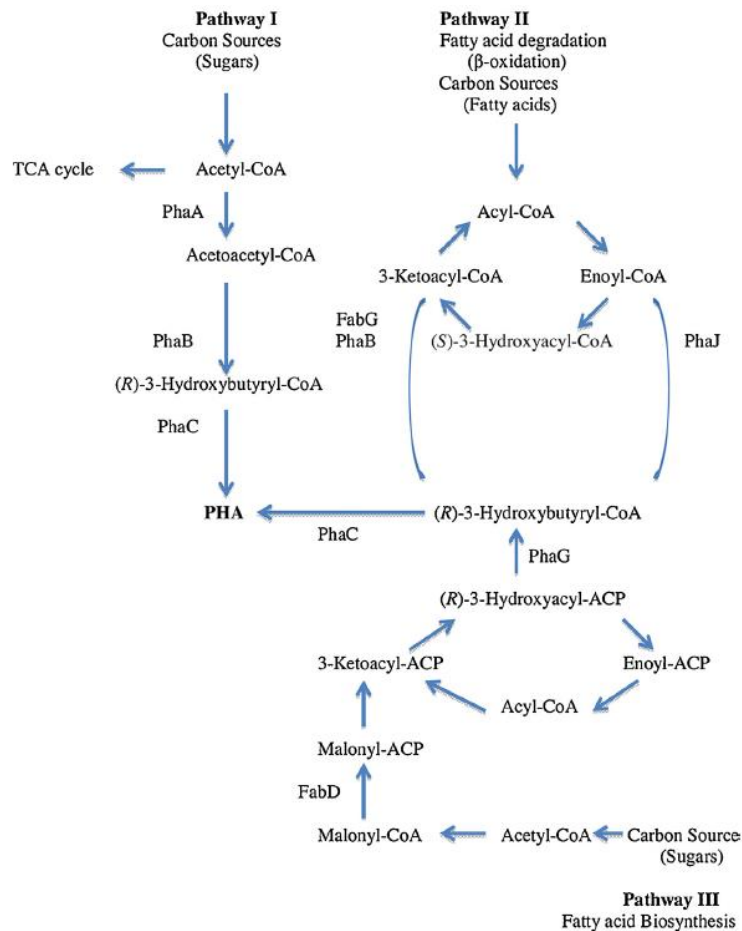 Pathway I
Carbon Sources
(Sugars)
Pathway II
Fatty acid degradation
(β-oxidation)
Carbon Sources
(Fatty acids)
TCA cycle
Acetyl-CoA
PhaA
Acyl-CoA
Acetoacetyl-CoA
3-Ketoacyl-CoA
Enoyl-CoA
FabG
PhaB
PhaB
(S)-3-Hydroxyacyl-CoA
PhaJ
(R)-3-Hydroxybutyryl-CoA
PhaC
PHA
(R)-3-Hydroxybutyryl-CoA
PhaC
PhaG
(R)-3-Hydroxyacyl-ACP
3-Ketoacyl-ACP
Enoyl-ACP
Acyl-CoA
Malonyl-ACP
FabD
Malonyl-CoA
Acetyl-CoA
Carbon Source
(Sugars)
Pathway III
Fatty acid Biosynthesis